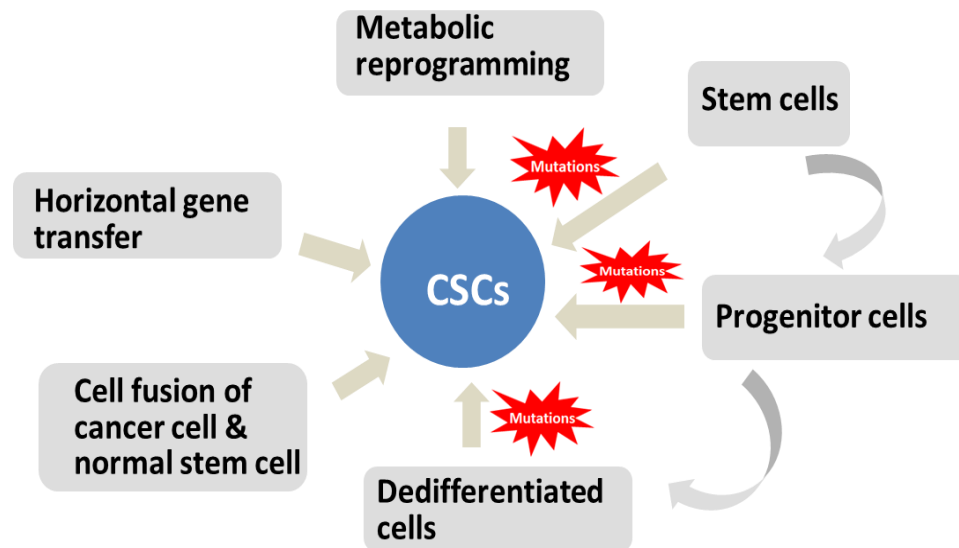 Metabolic
reprogramming
Stem cells
Mutations
Horizontal gene
transfer
Mutations
CSCs
Progenitor cells
Cell fusion of
cancer cell &
normal stem cell
Mutations
Dedifferentiated
cells